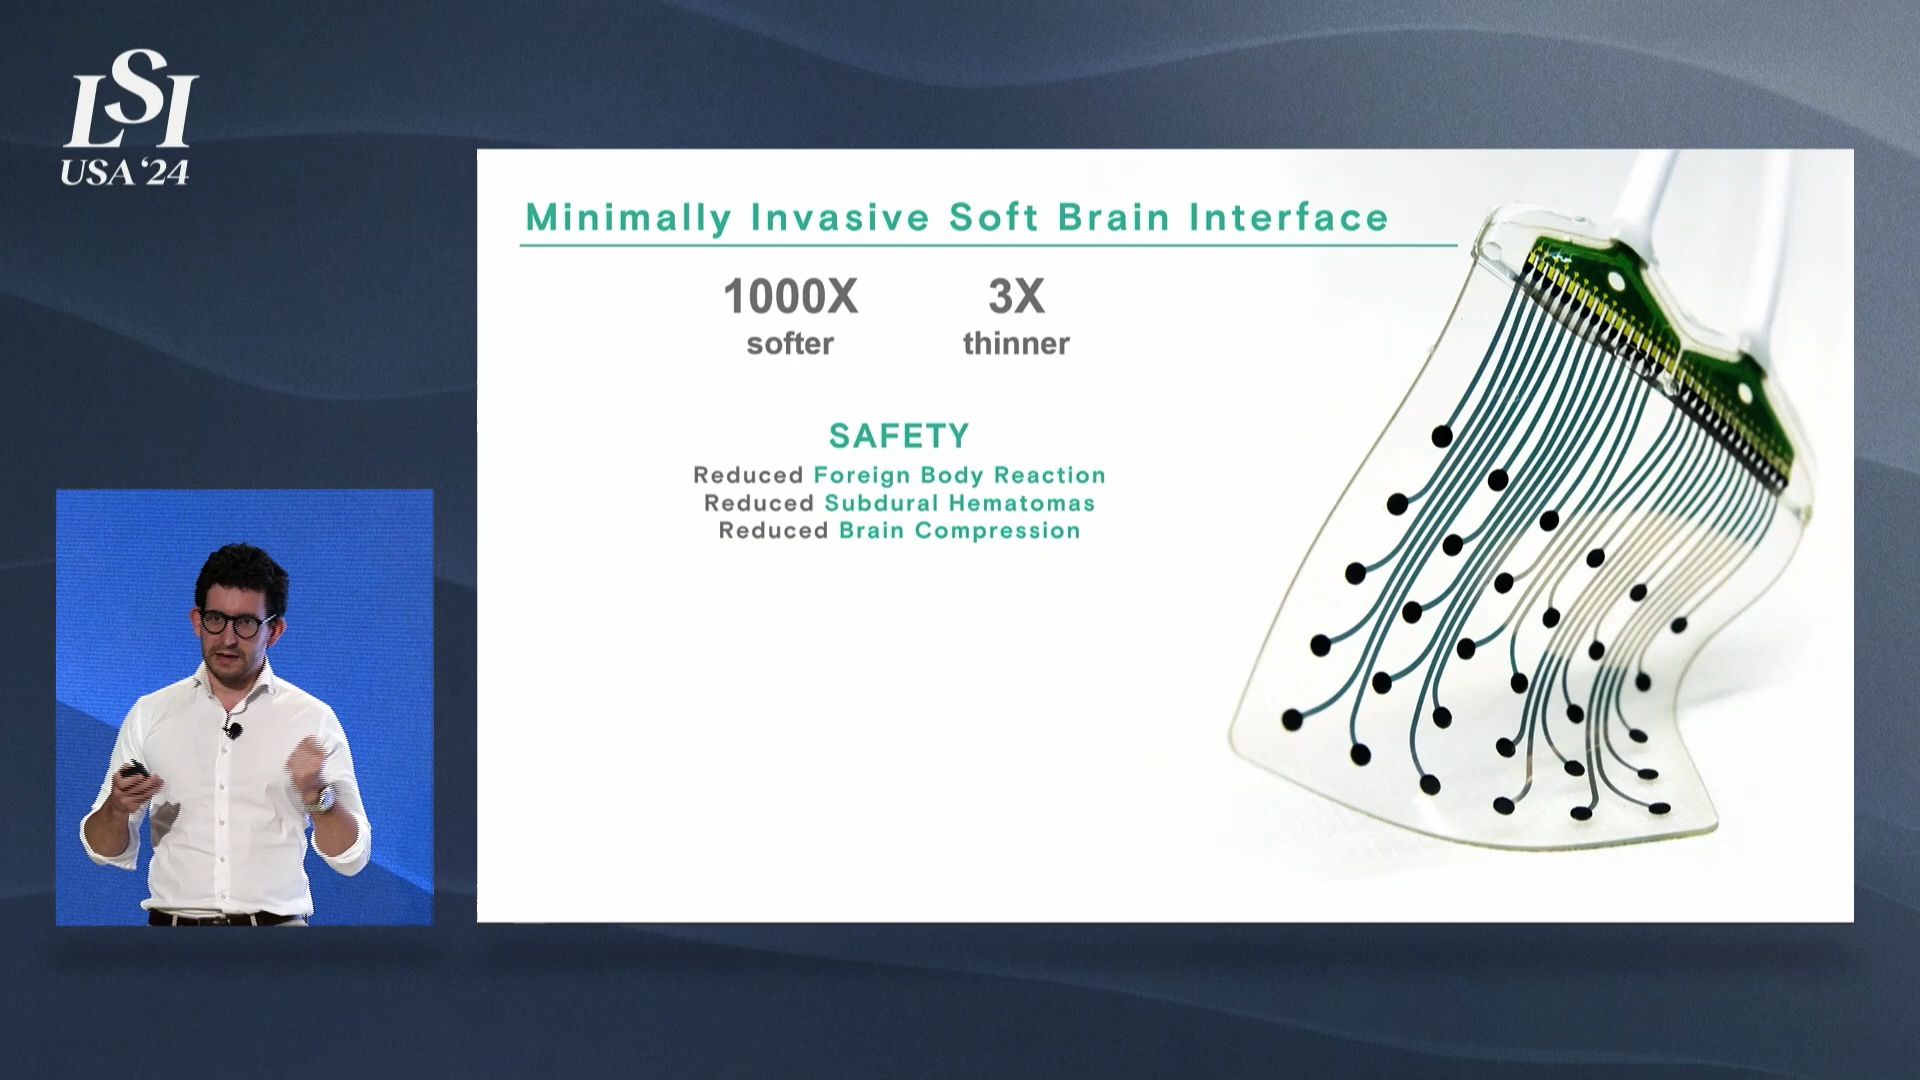 LSI
USA '24
Minimally Invasive Soft Brain Interface
1000X
softer
3X
thinner
SAFETY
Reduced Foreign Body Reaction
Reduced Subdural Hematomas
Reduced Brain Compression